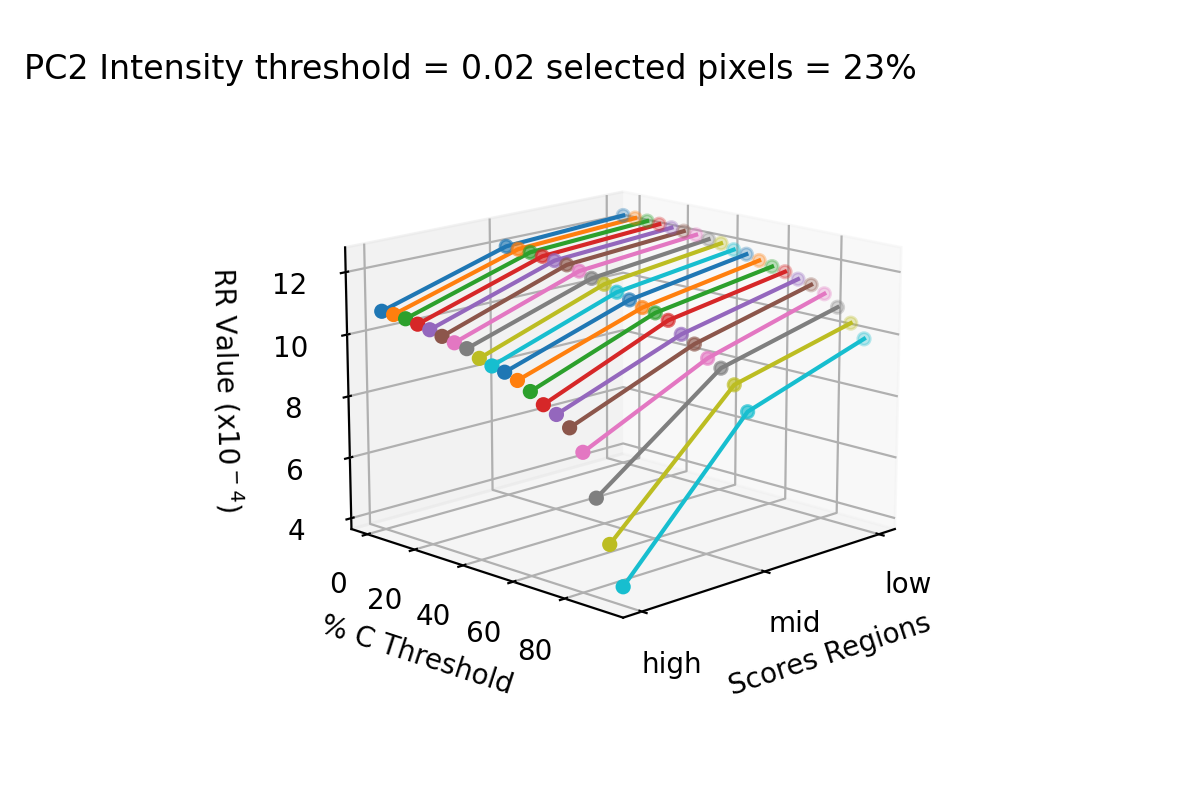 PC2 Intensity threshold = 0.02 selected pixels = 23%
RR Value (x10⁻⁴)
12
10
8
6
4
0
20
40
60
80
% C Threshold
high
mid
low
Scores Regions